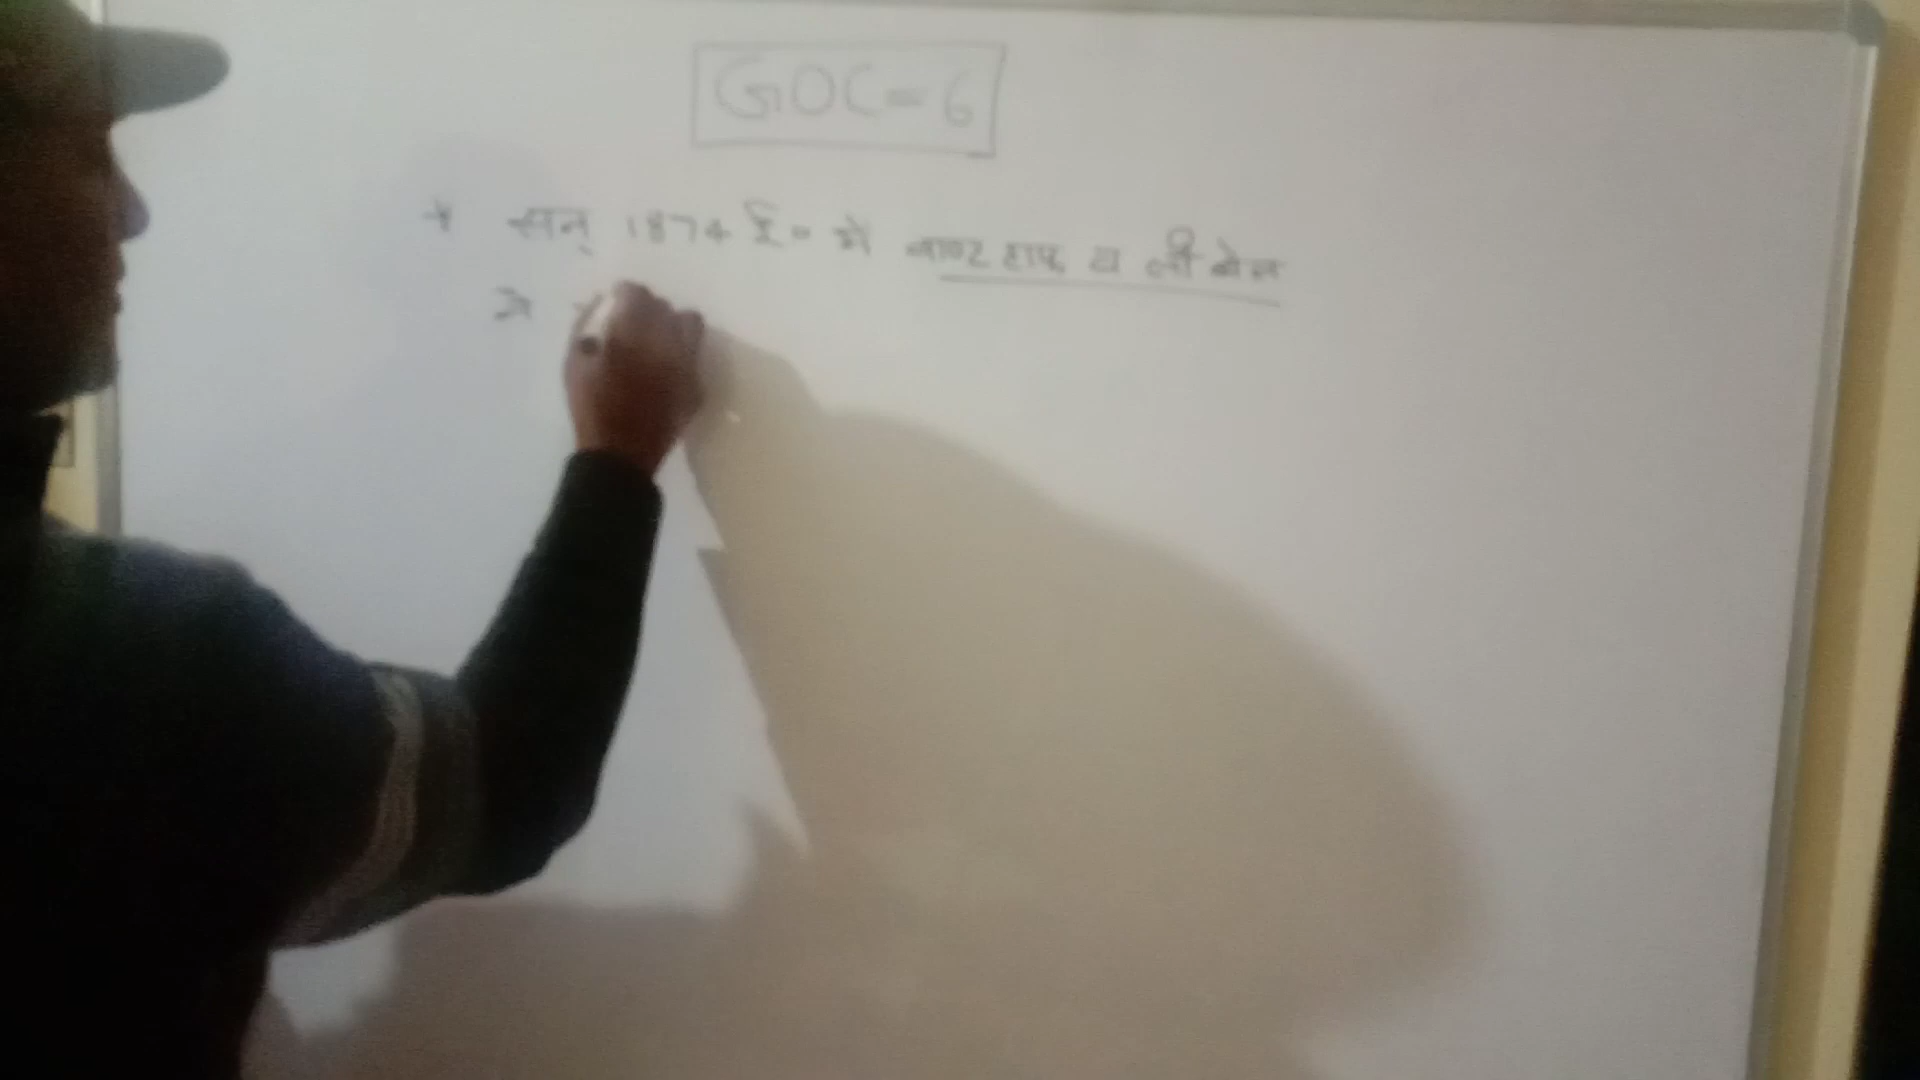 GOC-6
* सन् 1874 ई० में वाण्ट हाफ व ली बेल
ने